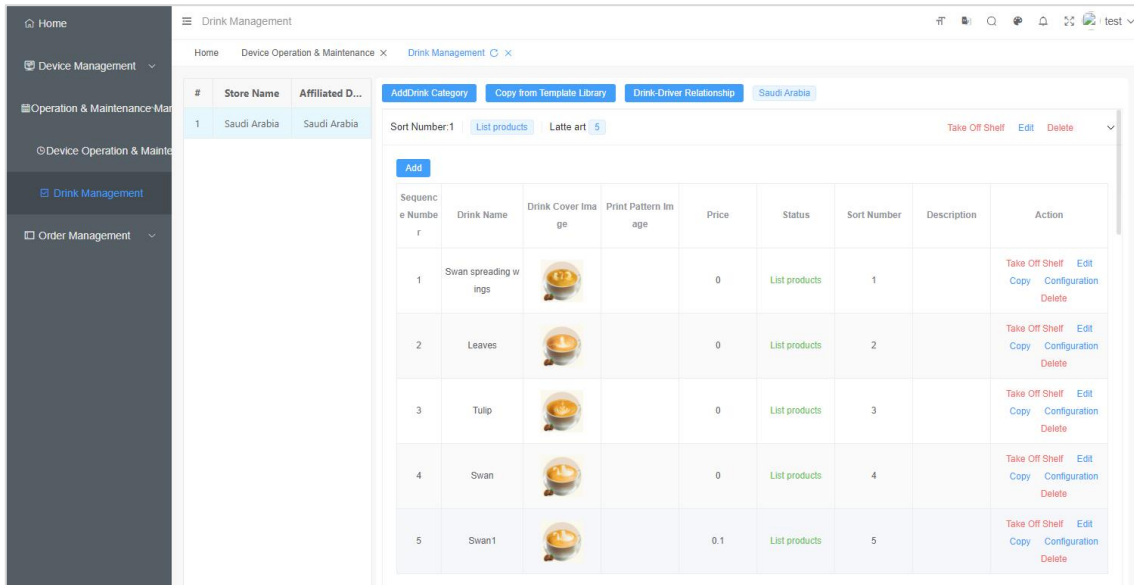 Home
Drink Management
test
Home Device Operation & Maintenance Drink Management
Device Management
Operation & Maintenance-Mar
Device Operation & Mainte
Drink Management
Order Management
# Store Name Affiliated D...
1 Saudi Arabia Saudi Arabia
AddDrink Category Copy from Template Library Drink-Driver Relationship Saudi Arabia
Sort Number:1 List products Latte art 5 Take Off Shelf Edit Delete
Add
Sequenc
e Numbe
r
Drink Name
Drink Cover Ima
ge
Print Pattern Im
age
Price
Status
Sort Number
Description
Action
1
Swan spreading w
ings
0 List products 1
Take Off Shelf Edit
Copy Configuration
Delete
2 Leaves 0 List products 2
Take Off Shelf Edit
Copy Configuration
Delete
3 Tulip 0 List products 3
Take Off Shelf Edit
Copy Configuration
Delete
4 Swan 0 List products 4
Take Off Shelf Edit
Copy Configuration
Delete
5 Swan1 0.1 List products 5
Take Off Shelf Edit
Copy Configuration
Delete